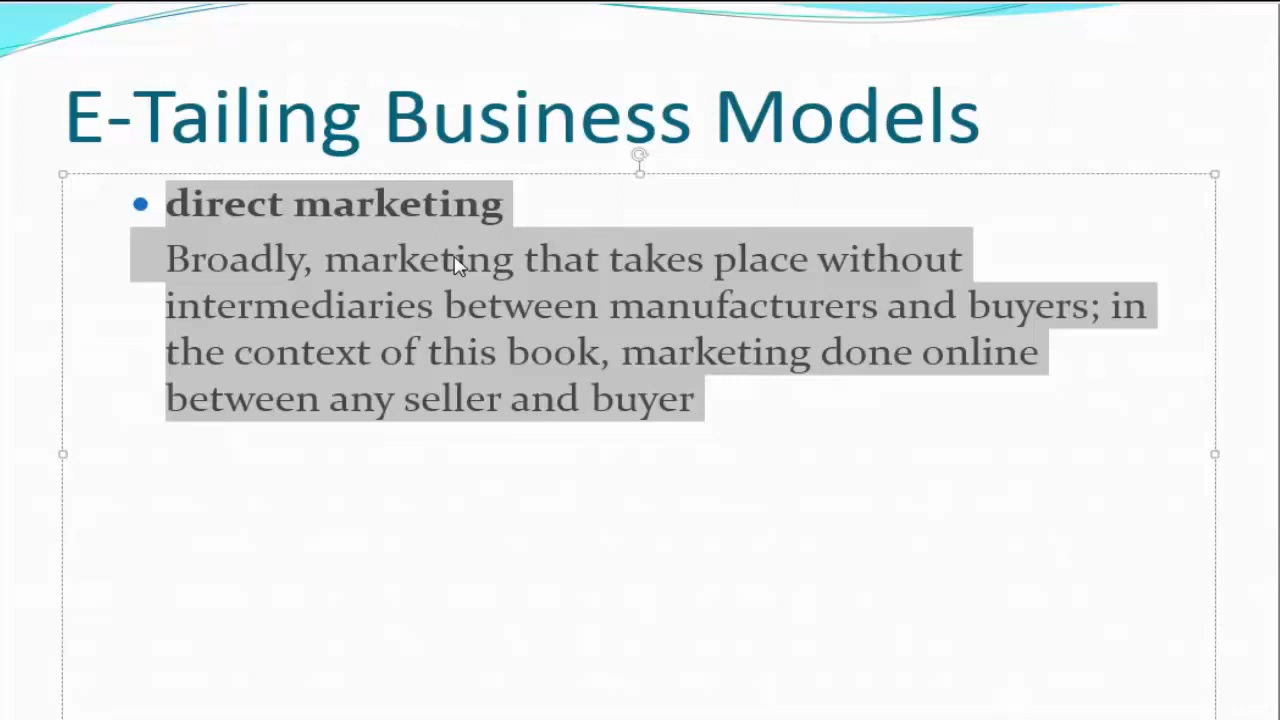 E-Tailing Business Models
direct marketing
Broadly, marketing that takes place without
intermediaries between manufacturers and buyers; in
the context of this book, marketing done online
between any seller and buyer